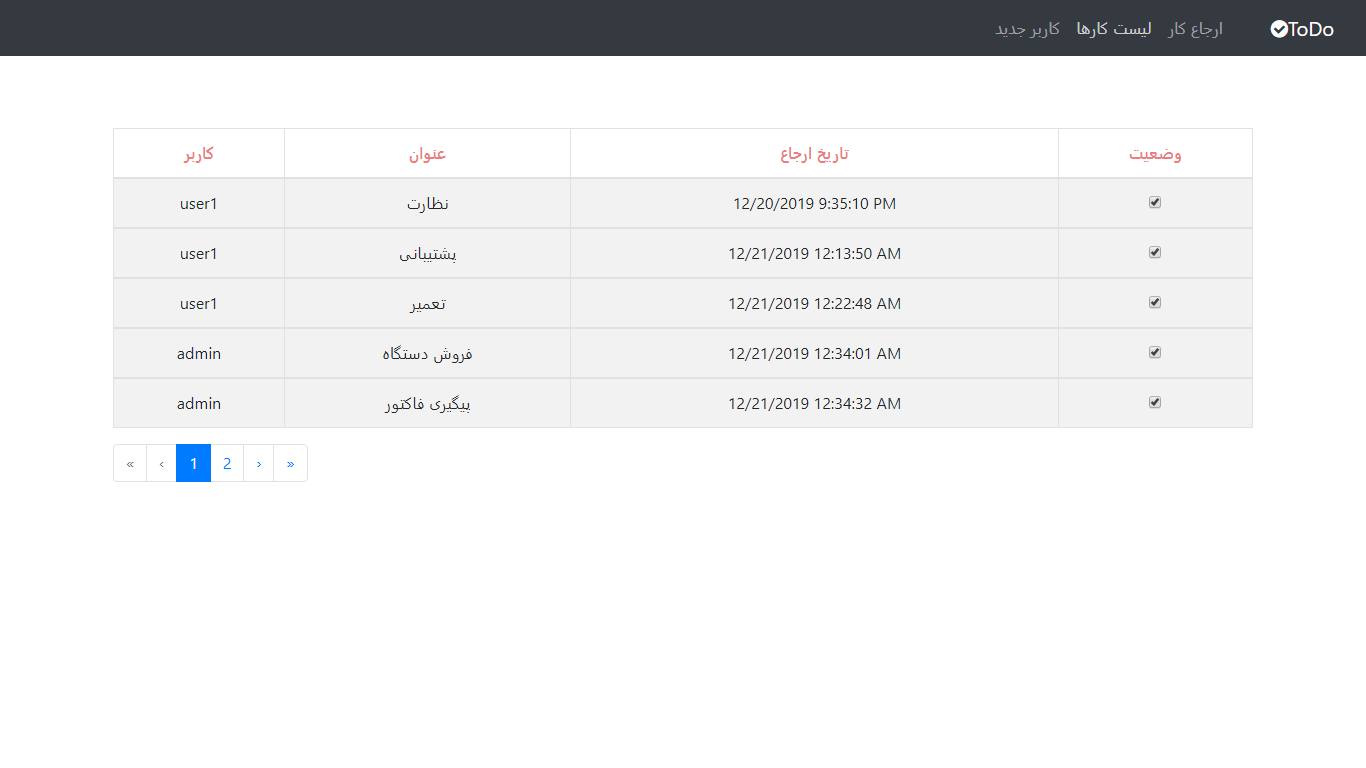 ToDo ارجاع کار لیست کارها کاربر جدید
کاربر عنوان تاریخ ارجاع وضعیت
user1 نظارت 12/20/2019 9:35:10 PM
user1 پشتیبانی 12/21/2019 12:13:50 AM
user1 تعمیر 12/21/2019 12:22:48 AM
admin فروش دستگاه 12/21/2019 12:34:01 AM
admin پیگیری فاکتور 12/21/2019 12:34:32 AM
« ‹ 1 2 › »